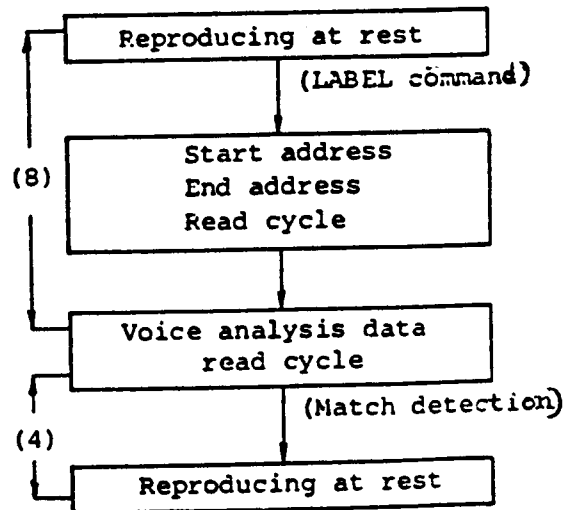 Reproducing at rest
(LABEL command)
Start address
End address
Read cycle
(8)
Voice analysis data
read cycle
(Match detection)
(4)
Reproducing at rest